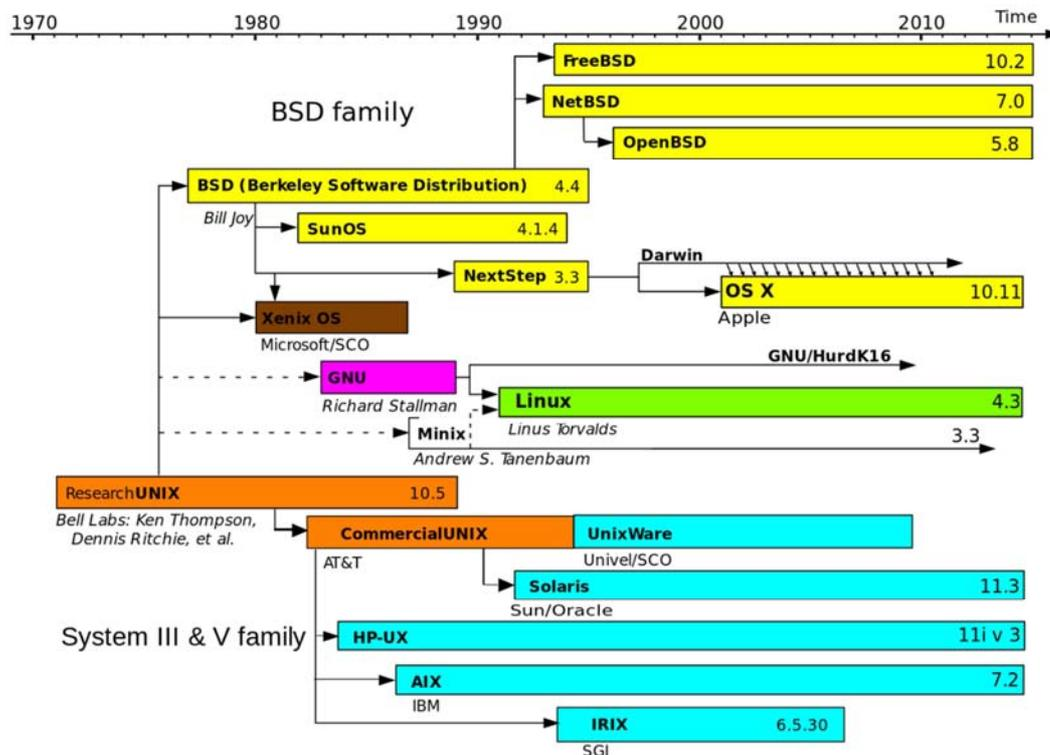 1970 1980 1990 2000 2010 Time
FreeBSD 10.2
BSD family
NetBSD 7.0
OpenBSD 5.8
BSD (Berkeley Software Distribution) 4.4
Bill Joy
SunOS 4.1.4
Darwin
NextStep 3.3
OS X 10.11
Apple
Xenix OS
Microsoft/SCO
GNU/HurdK16
GNU
Richard Stallman
Linux 4.3
Linus Torvalds
Minix 3.3
Andrew S. Tanenbaum
ResearchUNIX 10.5
Bell Labs: Ken Thompson,
Dennis Ritchie, et al.
CommercialUNIX
UnixWare
AT&T
Univel/SCO
Solaris 11.3
Sun/Oracle
System III & V family
HP-UX 11i v 3
AIX 7.2
IBM
IRIX 6.5.30
SGI